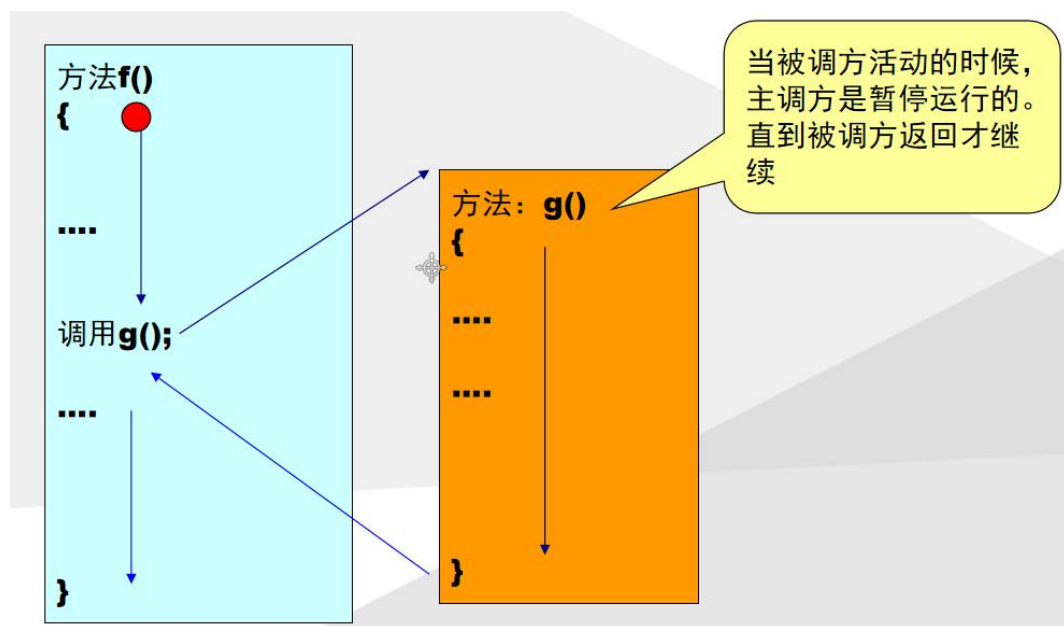 方法f()
{
....
调用g();
....
}
方法：g()
{
....
....
}
当被调方活动的时候，
主调方是暂停运行的。
直到被调方返回才继
续